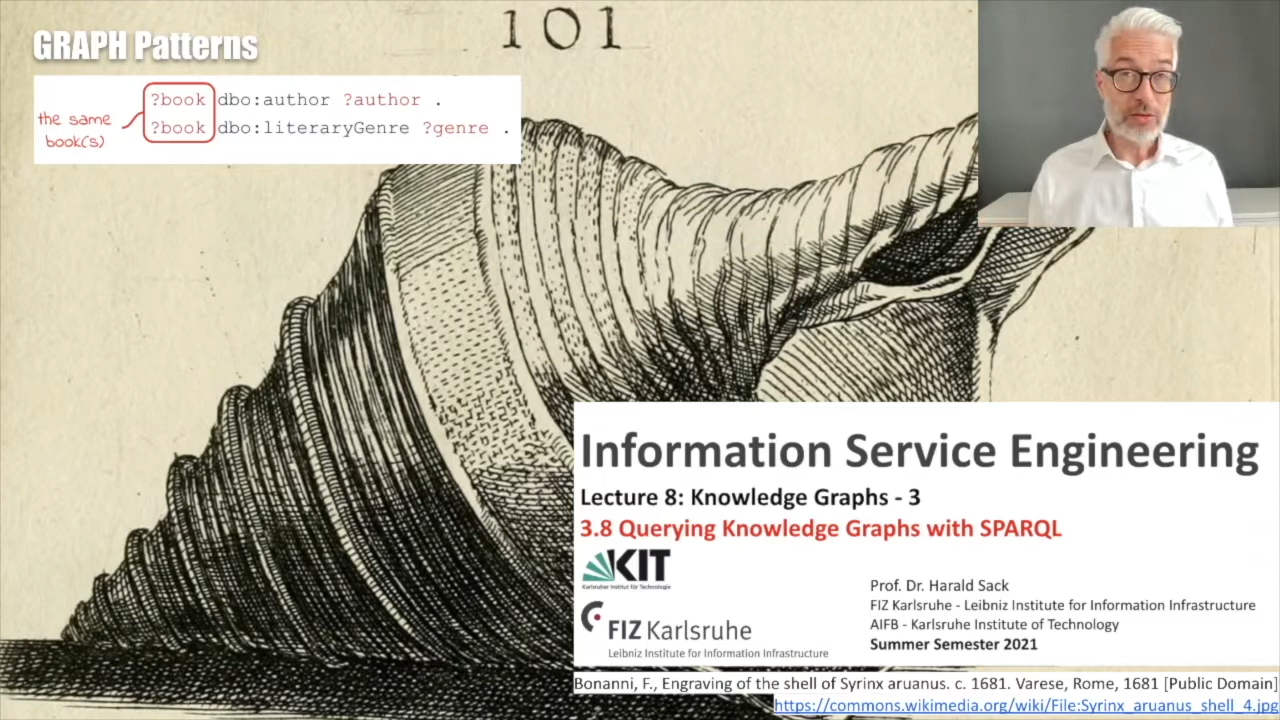 101
GRAPH Patterns
?book dbo:author ?author .
?book dbo:literaryGenre ?genre .
the same
book(s)
Information Service Engineering
Lecture 8: Knowledge Graphs - 3
3.8 Querying Knowledge Graphs with SPARQL
KIT
Karlsruher Institut für Technologie
FIZ Karlsruhe
Leibniz Institute for Information Infrastructure
Prof. Dr. Harald Sack
FIZ Karlsruhe - Leibniz Institute for Information Infrastructure
AIFB - Karlsruhe Institute of Technology
Summer Semester 2021
Bonanni, F., Engraving of the shell of Syrinx aruanus. c. 1681. Varese, Rome, 1681 [Public Domain]
https://commons.wikimedia.org/wiki/File:Syrinx_aruanus_shell_4.jpg